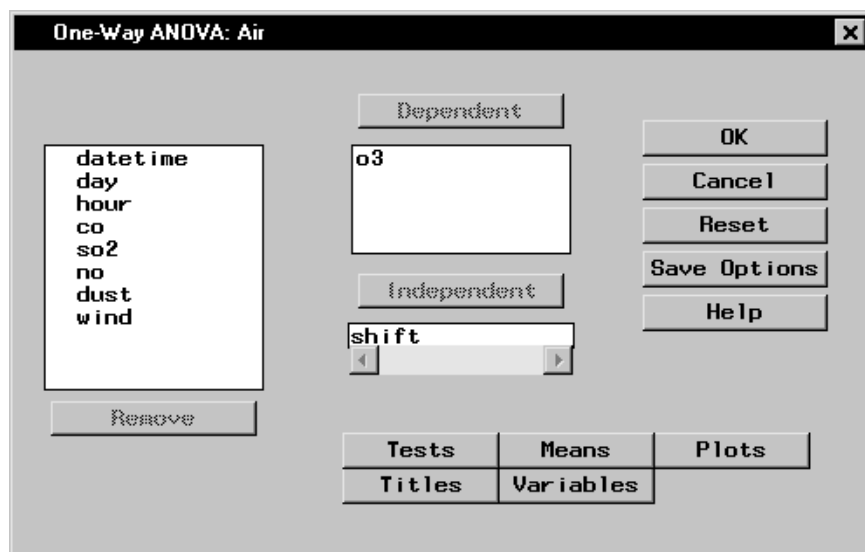 One-Way ANOVA: Air
datetime
day
hour
co
so2
no
dust
wind
Remove
Dependent
o3
Independent
shift
OK
Cancel
Reset
Save Options
Help
Tests Means Plots
Titles Variables